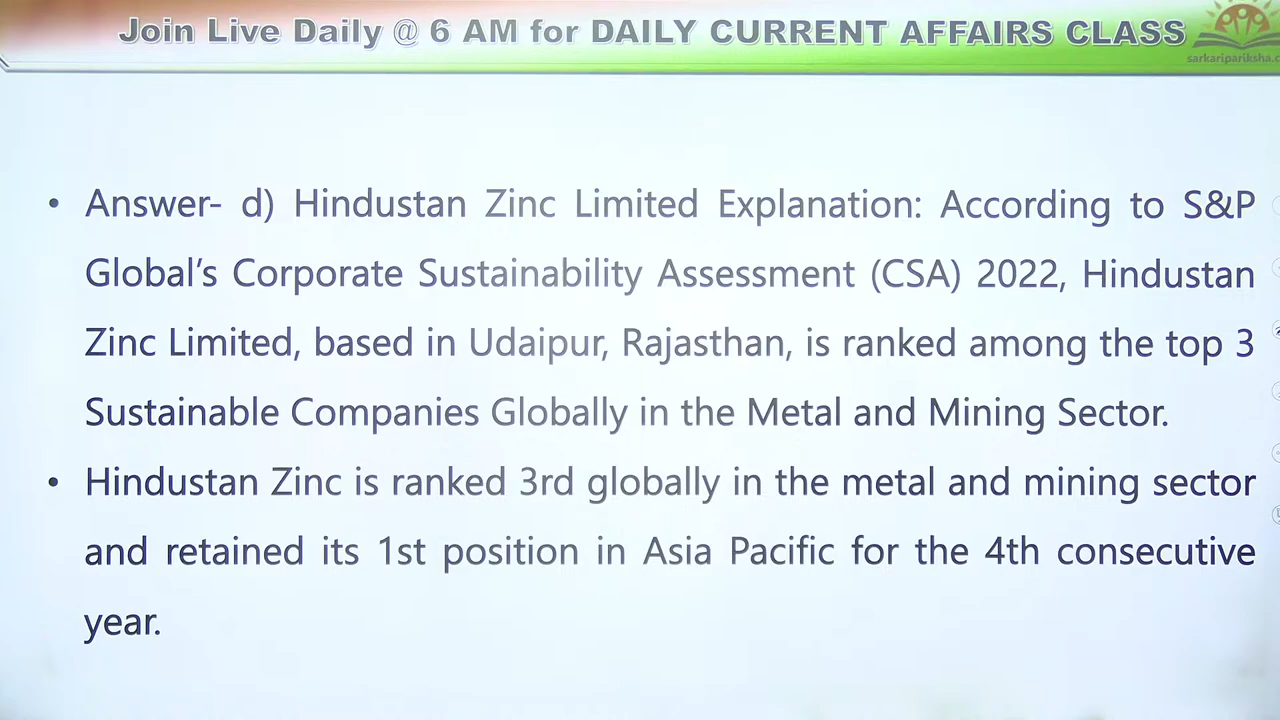 Join Live Daily @ 6 AM for DAILY CURRENT AFFAIRS CLASS
sarkaripariksha.c
• Answer- d) Hindustan Zinc Limited Explanation: According to S&P
Global’s Corporate Sustainability Assessment (CSA) 2022, Hindustan
Zinc Limited, based in Udaipur, Rajasthan, is ranked among the top 3
Sustainable Companies Globally in the Metal and Mining Sector.
• Hindustan Zinc is ranked 3rd globally in the metal and mining sector
and retained its 1st position in Asia Pacific for the 4th consecutive
year.